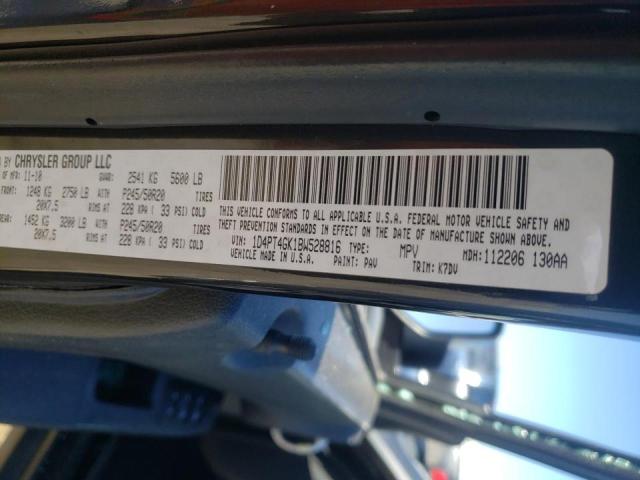 D BY CHRYSLER GROUP LLC
OF MFR: 11-10 GVWR: 2541 KG 5600 LB
FRONT: 1248 KG 2750 LB WITH P245/50R20 TIRES
20X7.5 RIMS AT 228 KPA ( 33 PSI) COLD
REAR: 1452 KG 3200 LB WITH P245/50R20 TIRES
20X7.5 RIMS AT 228 KPA ( 33 PSI) COLD
THIS VEHICLE CONFORMS TO ALL APPLICABLE U.S.A. FEDERAL MOTOR VEHICLE SAFETY AND
THEFT PREVENTION STANDARDS IN EFFECT ON THE DATE OF MANUFACTURE SHOWN ABOVE.
VIN: 1D4PT4GK1BW528816 TYPE: MPV MDH: 112206 130AA
VEHICLE MADE IN U.S.A. PAINT: PAV TRIM: K7DV